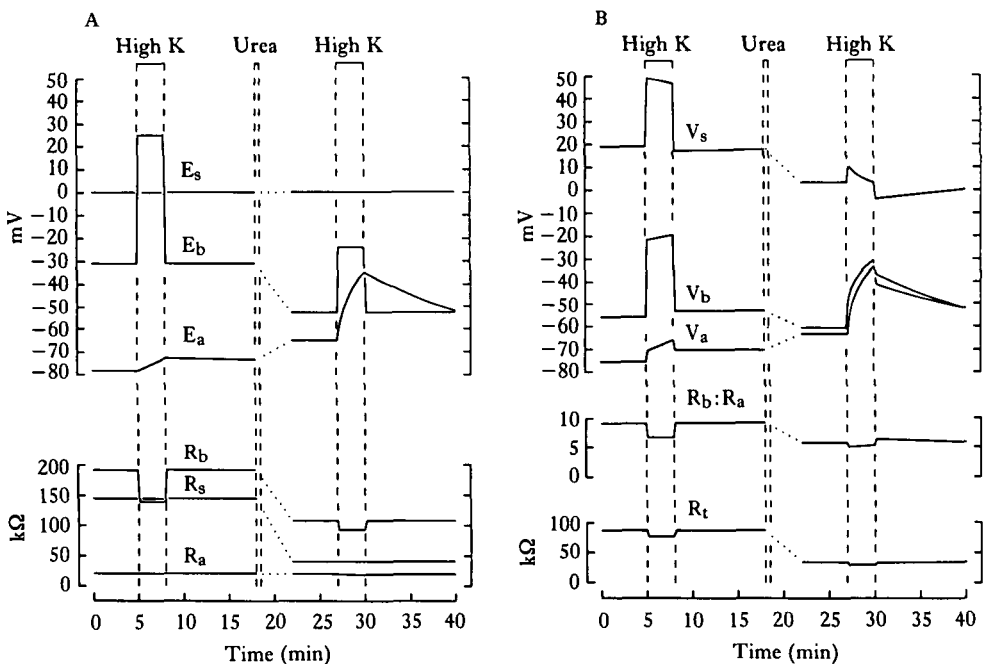 A
High K Urea High K
50
40
30
20
10
0
−10
−20
−30
−40
−50
−60
−70
−80
mV
Es
Eb
Ea
200
150
100
50
0
kΩ
Rb
Rs
Ra
0 5 10 15 20 25 30 35 40
Time (min)
B
High K Urea High K
50
40
30
20
10
0
−10
−20
−30
−40
−50
−60
−70
−80
mV
Vs
Vb
Va
Rb:Ra
10
5
0
Rt
100
50
0
kΩ
0 5 10 15 20 25 30 35 40
Time (min)